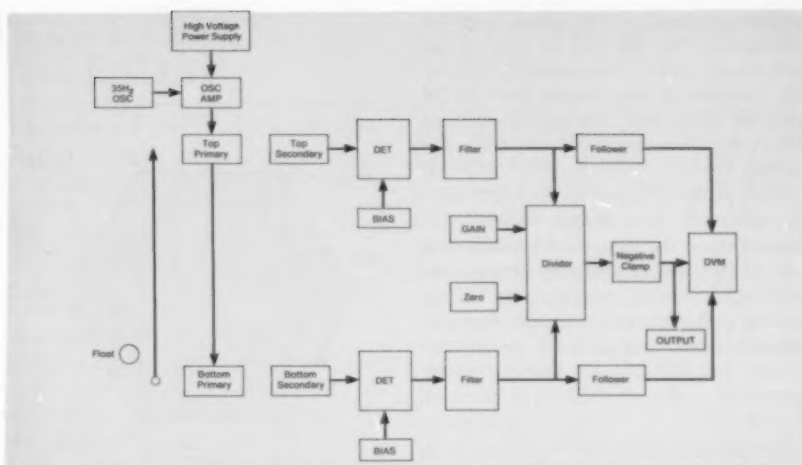 High Voltage
Power Supply
35Hz
OSC
OSC
AMP
Top
Primary
Top
Secondary
DET
Filter
Follower
BIAS
GAIN
Divider
Negative
Clamp
DVM
Zero
OUTPUT
Float
Bottom
Primary
Bottom
Secondary
DET
Filter
Follower
BIAS